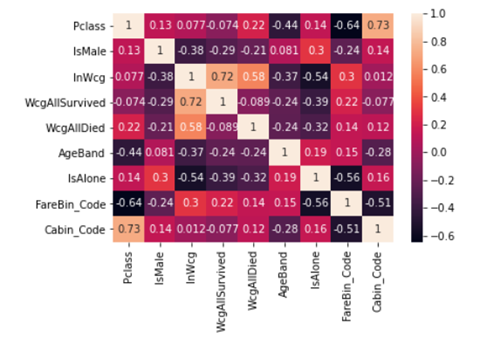 Pclass 1 0.13 0.077 -0.074 0.22 -0.44 0.14 -0.64 0.73
IsMale 0.13 1 -0.38 -0.29 -0.21 0.081 0.3 -0.24 0.14
InWcg 0.077 -0.38 1 0.72 0.58 -0.37 -0.54 0.3 0.012
WcgAllSurvived -0.074 -0.29 0.72 1 -0.089 -0.24 -0.39 0.22 -0.077
WcgAllDied 0.22 -0.21 0.58 -0.089 1 -0.24 -0.32 0.14 0.12
AgeBand -0.44 0.081 -0.37 -0.24 -0.24 1 0.19 0.15 -0.28
IsAlone 0.14 0.3 -0.54 -0.39 -0.32 0.19 1 -0.56 0.16
FareBin_Code -0.64 -0.24 0.3 0.22 0.14 0.15 -0.56 1 -0.51
Cabin_Code 0.73 0.14 0.012 -0.077 0.12 -0.28 0.16 -0.51 1
Pclass
IsMale
InWcg
WcgAllSurvived
WcgAllDied
AgeBand
IsAlone
FareBin_Code
Cabin_Code
1.0
0.8
0.6
0.4
0.2
0.0
−0.2
−0.4
−0.6